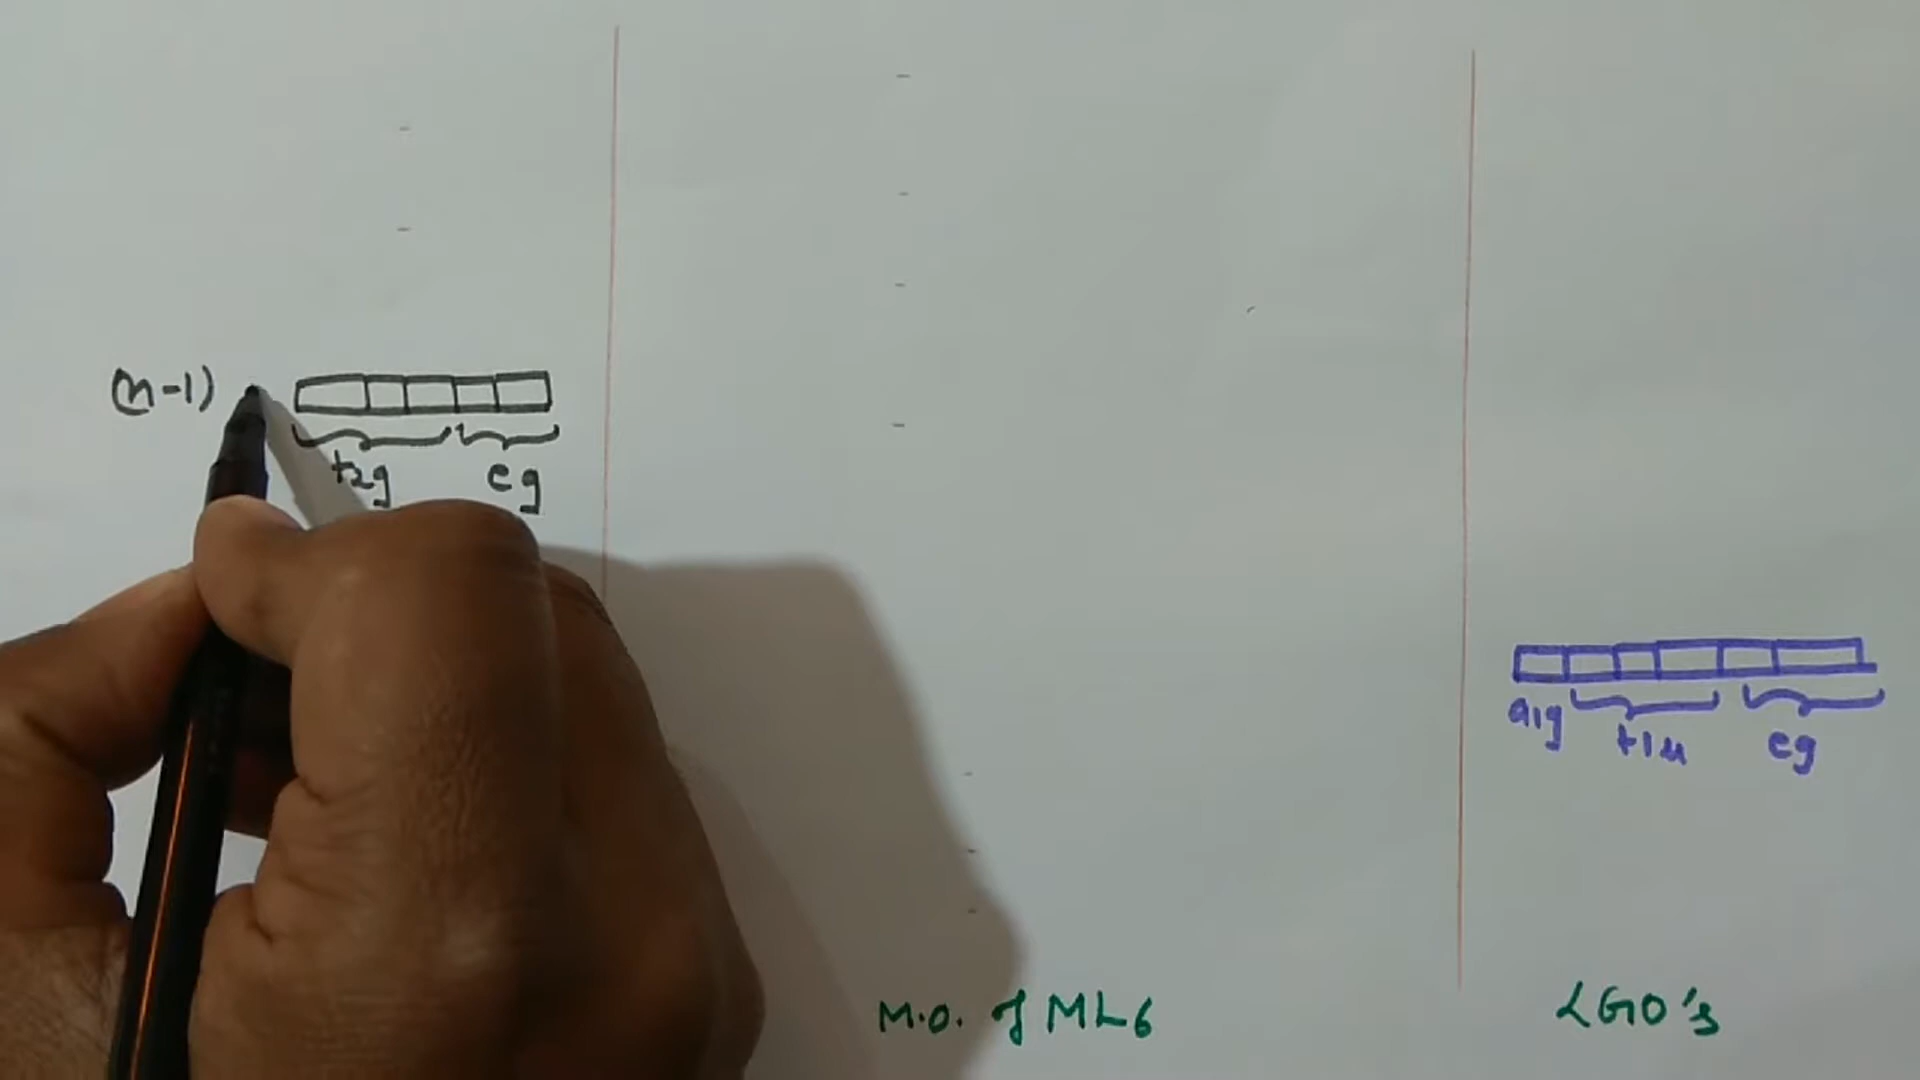 (n-1)
t2g eg
a1g t1u eg
M.O. of ML6
LGO's